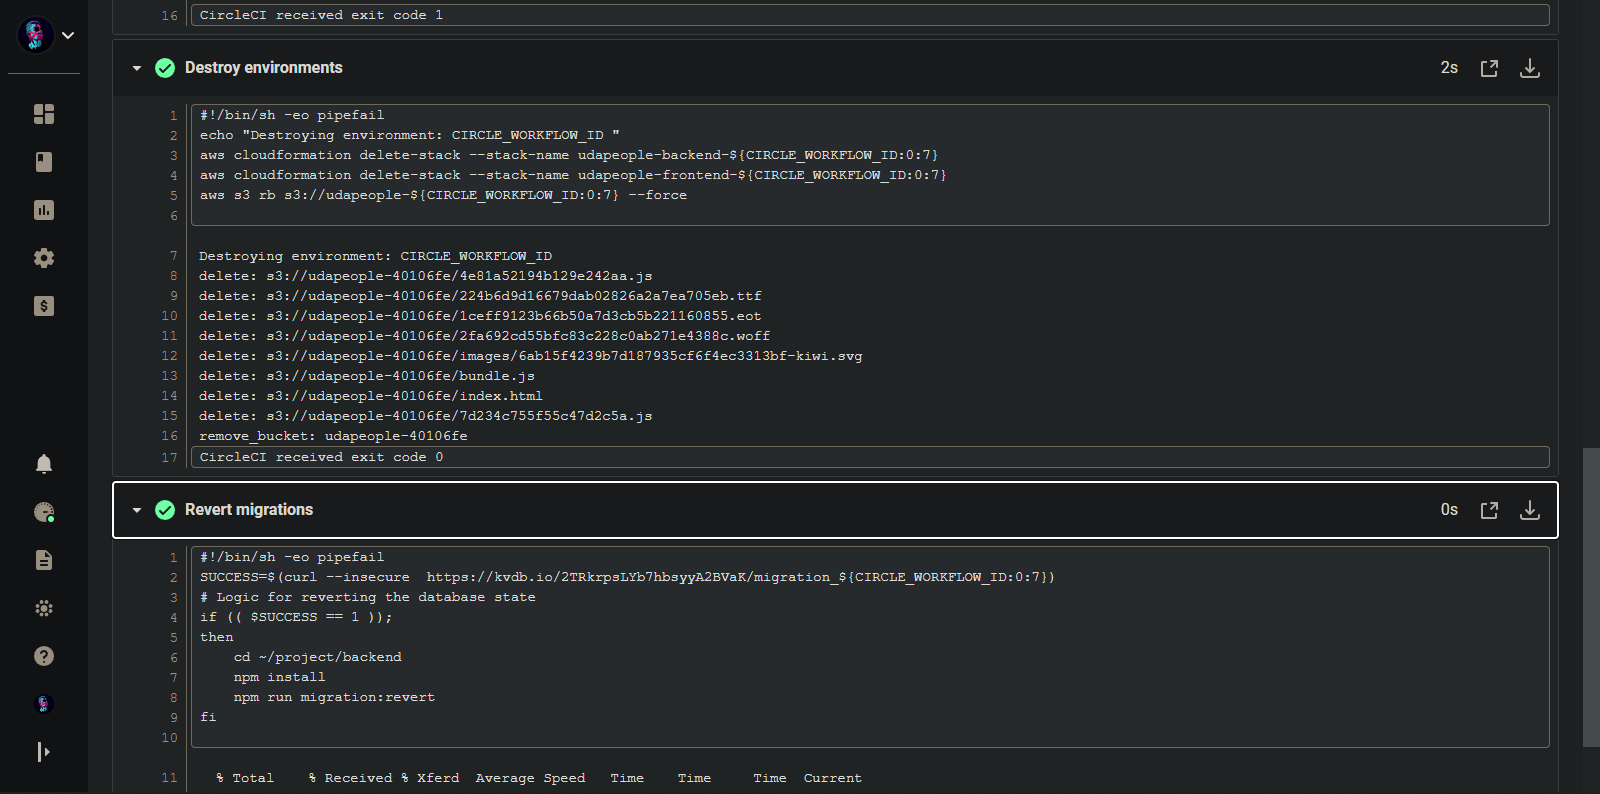 16 CircleCI received exit code 1
Destroy environments 2s
1 #!/bin/sh -eo pipefail
2 echo "Destroying environment: CIRCLE_WORKFLOW_ID "
3 aws cloudformation delete-stack --stack-name udapeople-backend-${CIRCLE_WORKFLOW_ID:0:7}
4 aws cloudformation delete-stack --stack-name udapeople-frontend-${CIRCLE_WORKFLOW_ID:0:7}
5 aws s3 rb s3://udapeople-${CIRCLE_WORKFLOW_ID:0:7} --force
6
7 Destroying environment: CIRCLE_WORKFLOW_ID
8 delete: s3://udapeople-40106fe/4e81a52194b129e242aa.js
9 delete: s3://udapeople-40106fe/224b6d9d16679dab02826a2a7ea705eb.ttf
10 delete: s3://udapeople-40106fe/1ceff9123b66b50a7d3cb5b221160855.eot
11 delete: s3://udapeople-40106fe/2fa692cd55bfc83c228c0ab271e4388c.woff
12 delete: s3://udapeople-40106fe/images/6ab15f4239b7d187935cf6f4ec3313bf-kiwi.svg
13 delete: s3://udapeople-40106fe/bundle.js
14 delete: s3://udapeople-40106fe/index.html
15 delete: s3://udapeople-40106fe/7d234c755f55c47d2c5a.js
16 remove_bucket: udapeople-40106fe
17 CircleCI received exit code 0
Revert migrations 0s
1 #!/bin/sh -eo pipefail
2 SUCCESS=$(curl --insecure  https://kvdb.io/2TRkrpsLYb7hbsyyA2BVaK/migration_${CIRCLE_WORKFLOW_ID:0:7})
3 # Logic for reverting the database state
4 if (( $SUCCESS == 1 ));
5 then
6     cd ~/project/backend
7     npm install
8     npm run migration:revert
9 fi
10
11   % Total    % Received % Xferd  Average Speed   Time    Time     Time  Current